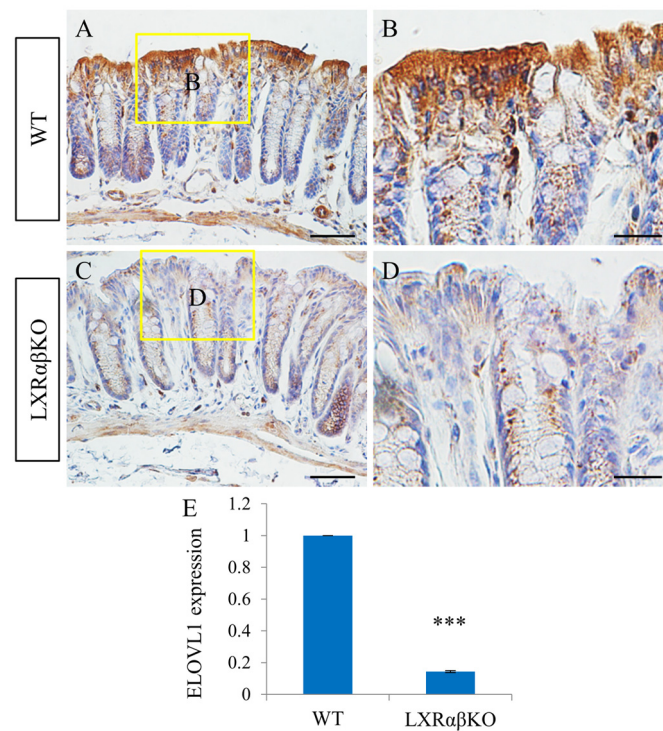 A
B
WT
B
C
D
LXRαβKO
D
E
1.2
1
0.8
0.6
0.4
0.2
0
ELOVL1 expression
***
WT
LXRαβKO